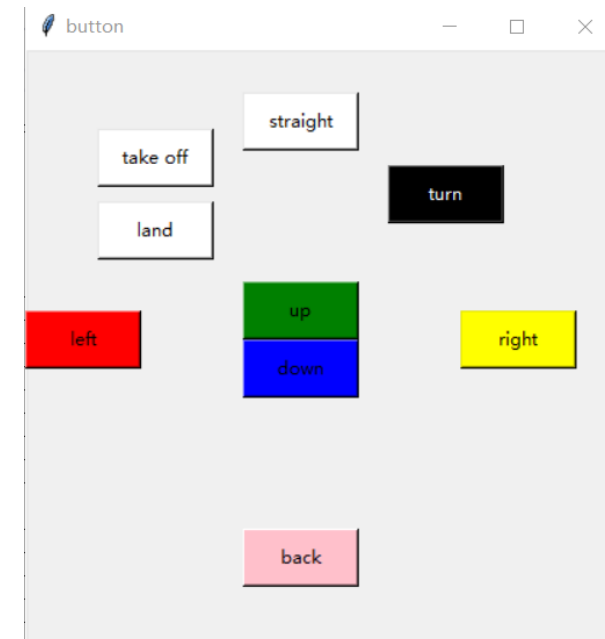 button
straight
take off
turn
land
up
left
right
down
back